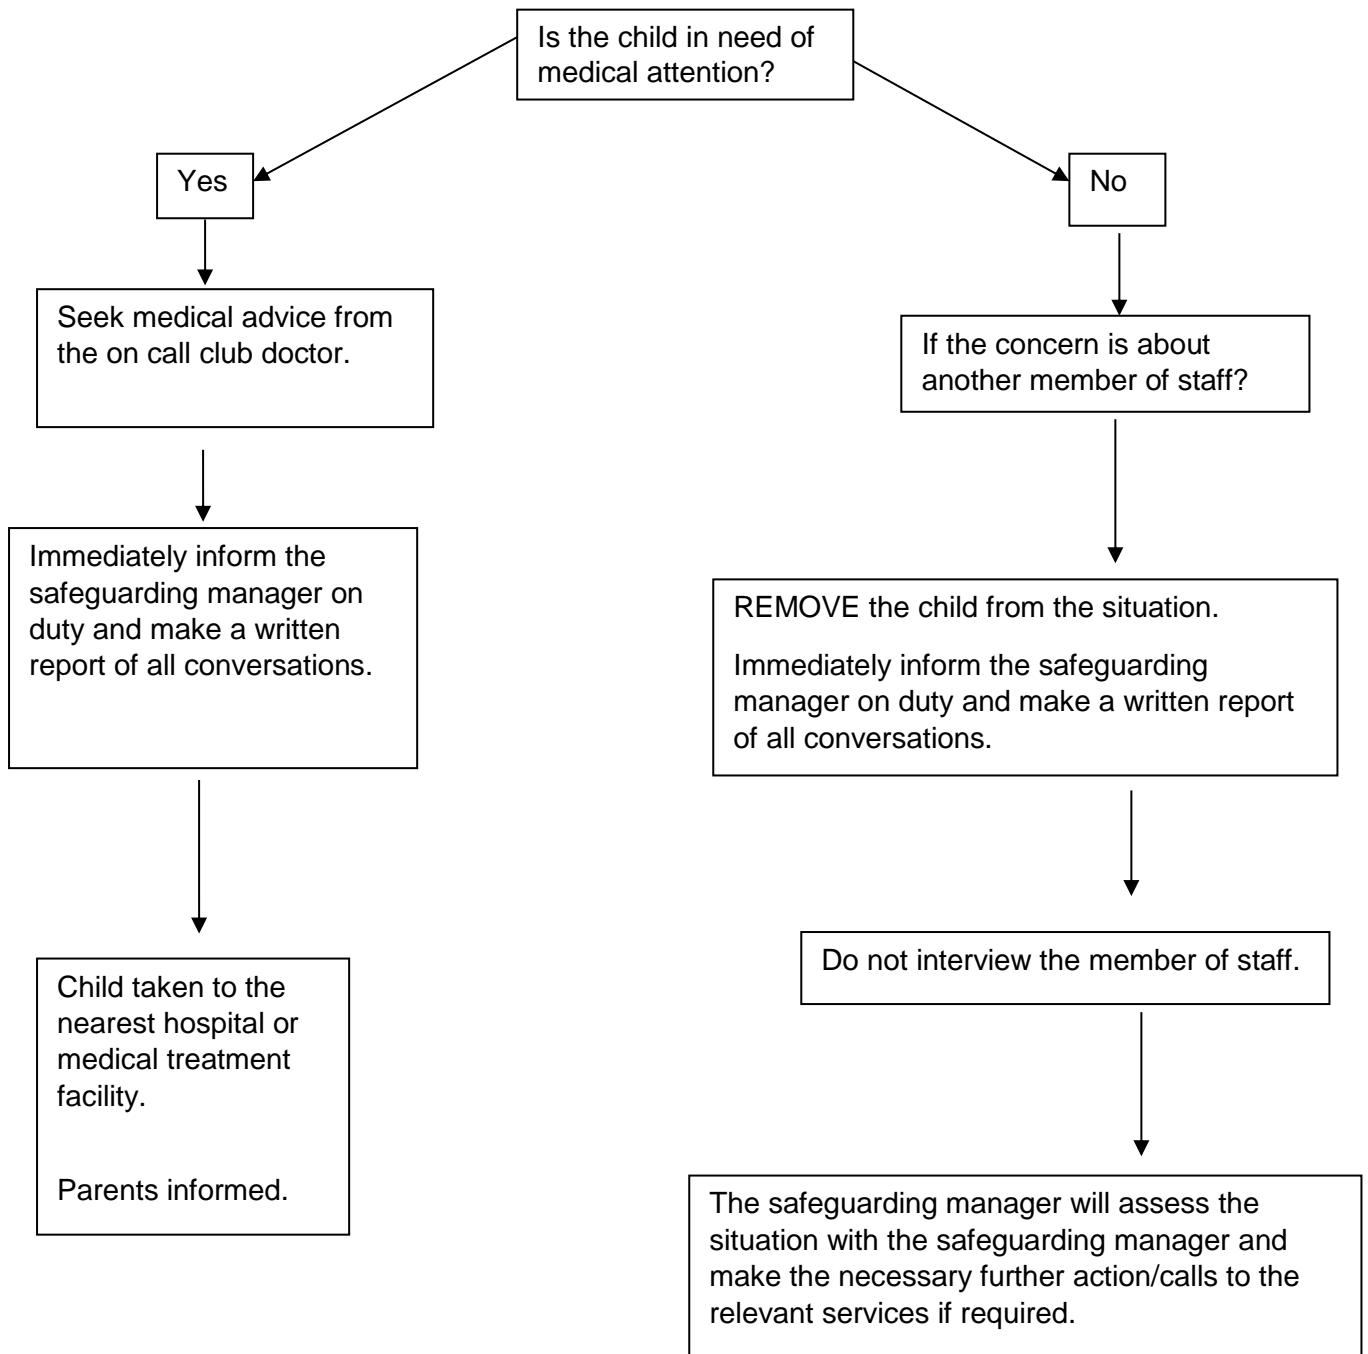 Is the child in need of
medical attention?
Yes
No
Seek medical advice from
the on call club doctor.
If the concern is about
another member of staff?
Immediately inform the
safeguarding manager on
duty and make a written
report of all conversations.
REMOVE the child from the situation.
Immediately inform the safeguarding
manager on duty and make a written report
of all conversations.
Child taken to the
nearest hospital or
medical treatment
facility.
Parents informed.
Do not interview the member of staff.
The safeguarding manager will assess the
situation with the safeguarding manager and
make the necessary further action/calls to the
relevant services if required.